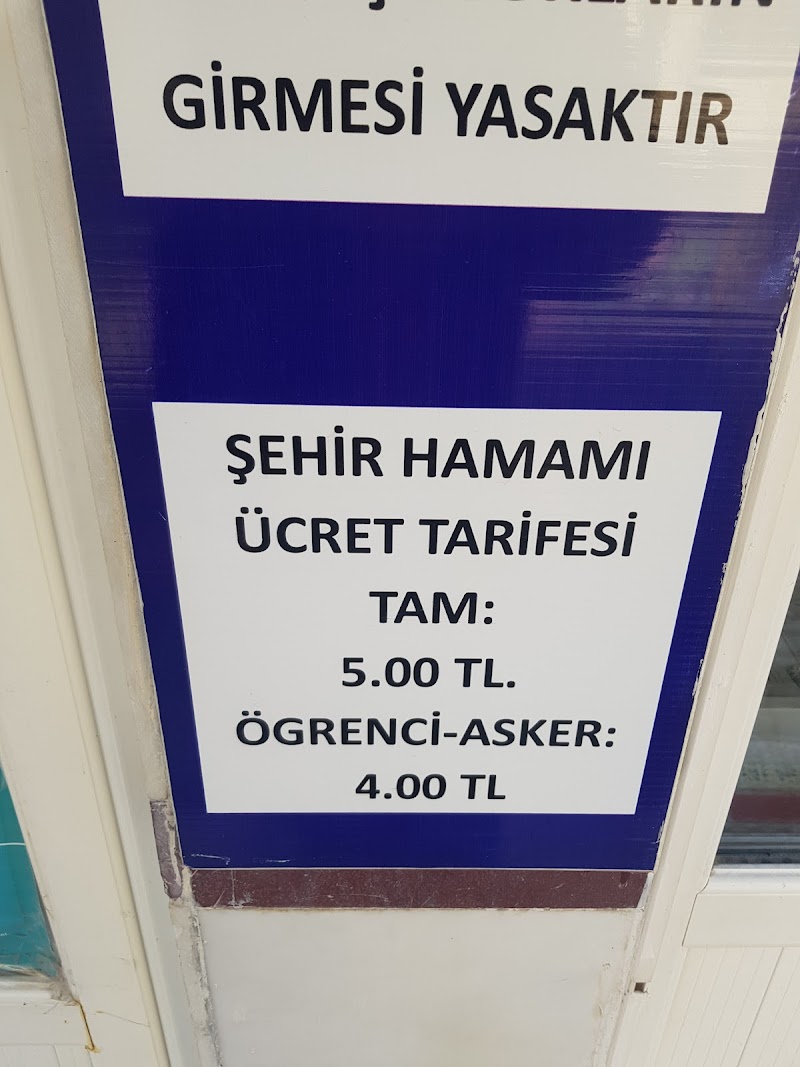 GİRMESİ YASAKTIR
ŞEHİR HAMAMI
ÜCRET TARİFESİ
TAM:
5.00 TL.
ÖGRENCİ-ASKER:
4.00 TL